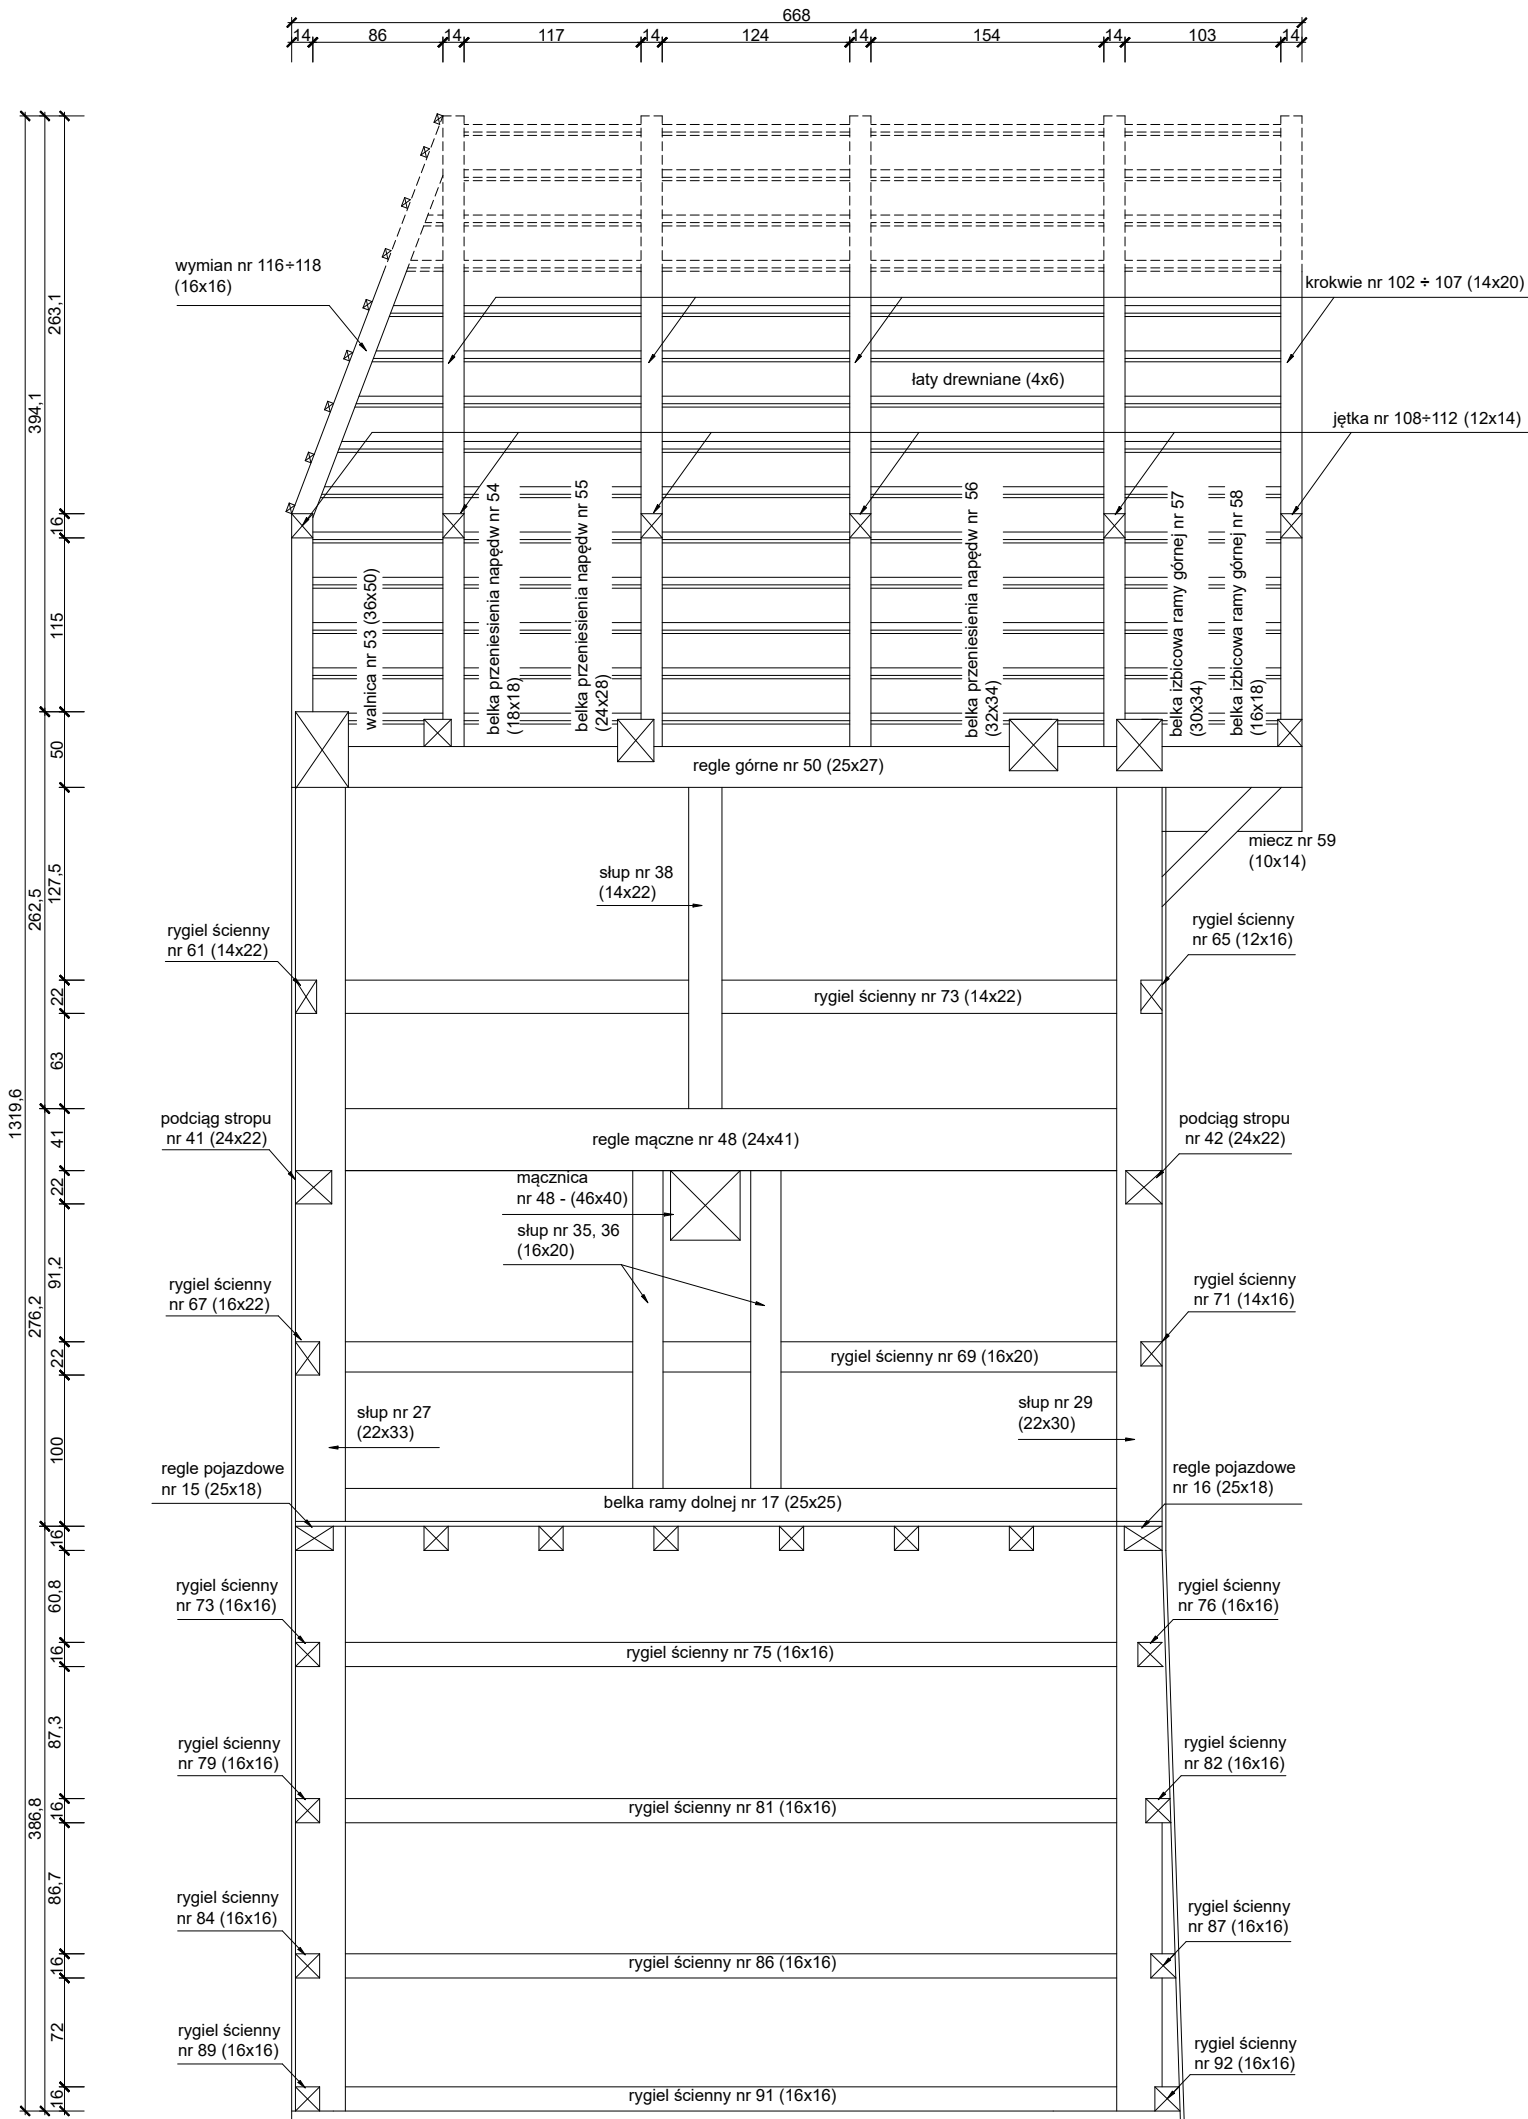 668
14
86
14
117
14
124
14
154
14
103
14
wymian nr 116÷118
(16x16)
krokwie nr 102 ÷ 107 (14x20)
łaty drewniane (4x6)
jętka nr 108÷112 (12x14)
walnica nr 53 (36x50)
belka przeniesienia napędw nr 54
(18x18)
belka przeniesienia napędw nr 55
(24x28)
belka przeniesienia napędw nr 56
(32x34)
belka izbicowa ramy górnej nr 57
(30x34)
belka izbicowa ramy górnej nr 58
(16x18)
regle górne nr 50 (25x27)
miecz nr 59
(10x14)
słup nr 38
(14x22)
rygiel ścienny
nr 61 (14x22)
rygiel ścienny
nr 65 (12x16)
rygiel ścienny nr 73 (14x22)
podciąg stropu
nr 41 (24x22)
podciąg stropu
nr 42 (24x22)
regle mączne nr 48 (24x41)
mącznica
nr 48 - (46x40)
słup nr 35, 36
(16x20)
rygiel ścienny
nr 67 (16x22)
rygiel ścienny
nr 71 (14x16)
rygiel ścienny nr 69 (16x20)
słup nr 27
(22x33)
słup nr 29
(22x30)
regle pojazdowe
nr 15 (25x18)
regle pojazdowe
nr 16 (25x18)
belka ramy dolnej nr 17 (25x25)
rygiel ścienny
nr 73 (16x16)
rygiel ścienny
nr 76 (16x16)
rygiel ścienny nr 75 (16x16)
rygiel ścienny
nr 79 (16x16)
rygiel ścienny
nr 82 (16x16)
rygiel ścienny nr 81 (16x16)
rygiel ścienny
nr 84 (16x16)
rygiel ścienny
nr 87 (16x16)
rygiel ścienny nr 86 (16x16)
rygiel ścienny
nr 89 (16x16)
rygiel ścienny
nr 92 (16x16)
rygiel ścienny nr 91 (16x16)
1319,6
394,1
262,5
276,2
386,8
263,1
16
115
50
127,5
22
63
41
22
91,2
22
100
16
60,8
16
87,3
16
86,7
16
72
16